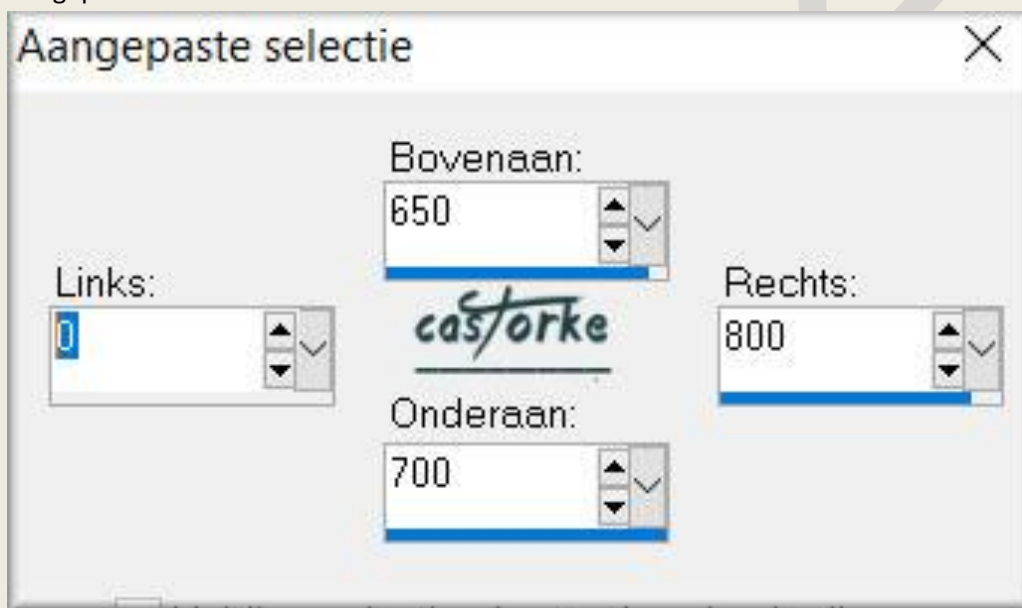 Aangepaste selectie
Bovenaan:
650
Links:
0
castorke
Rechts:
800
Onderaan:
700